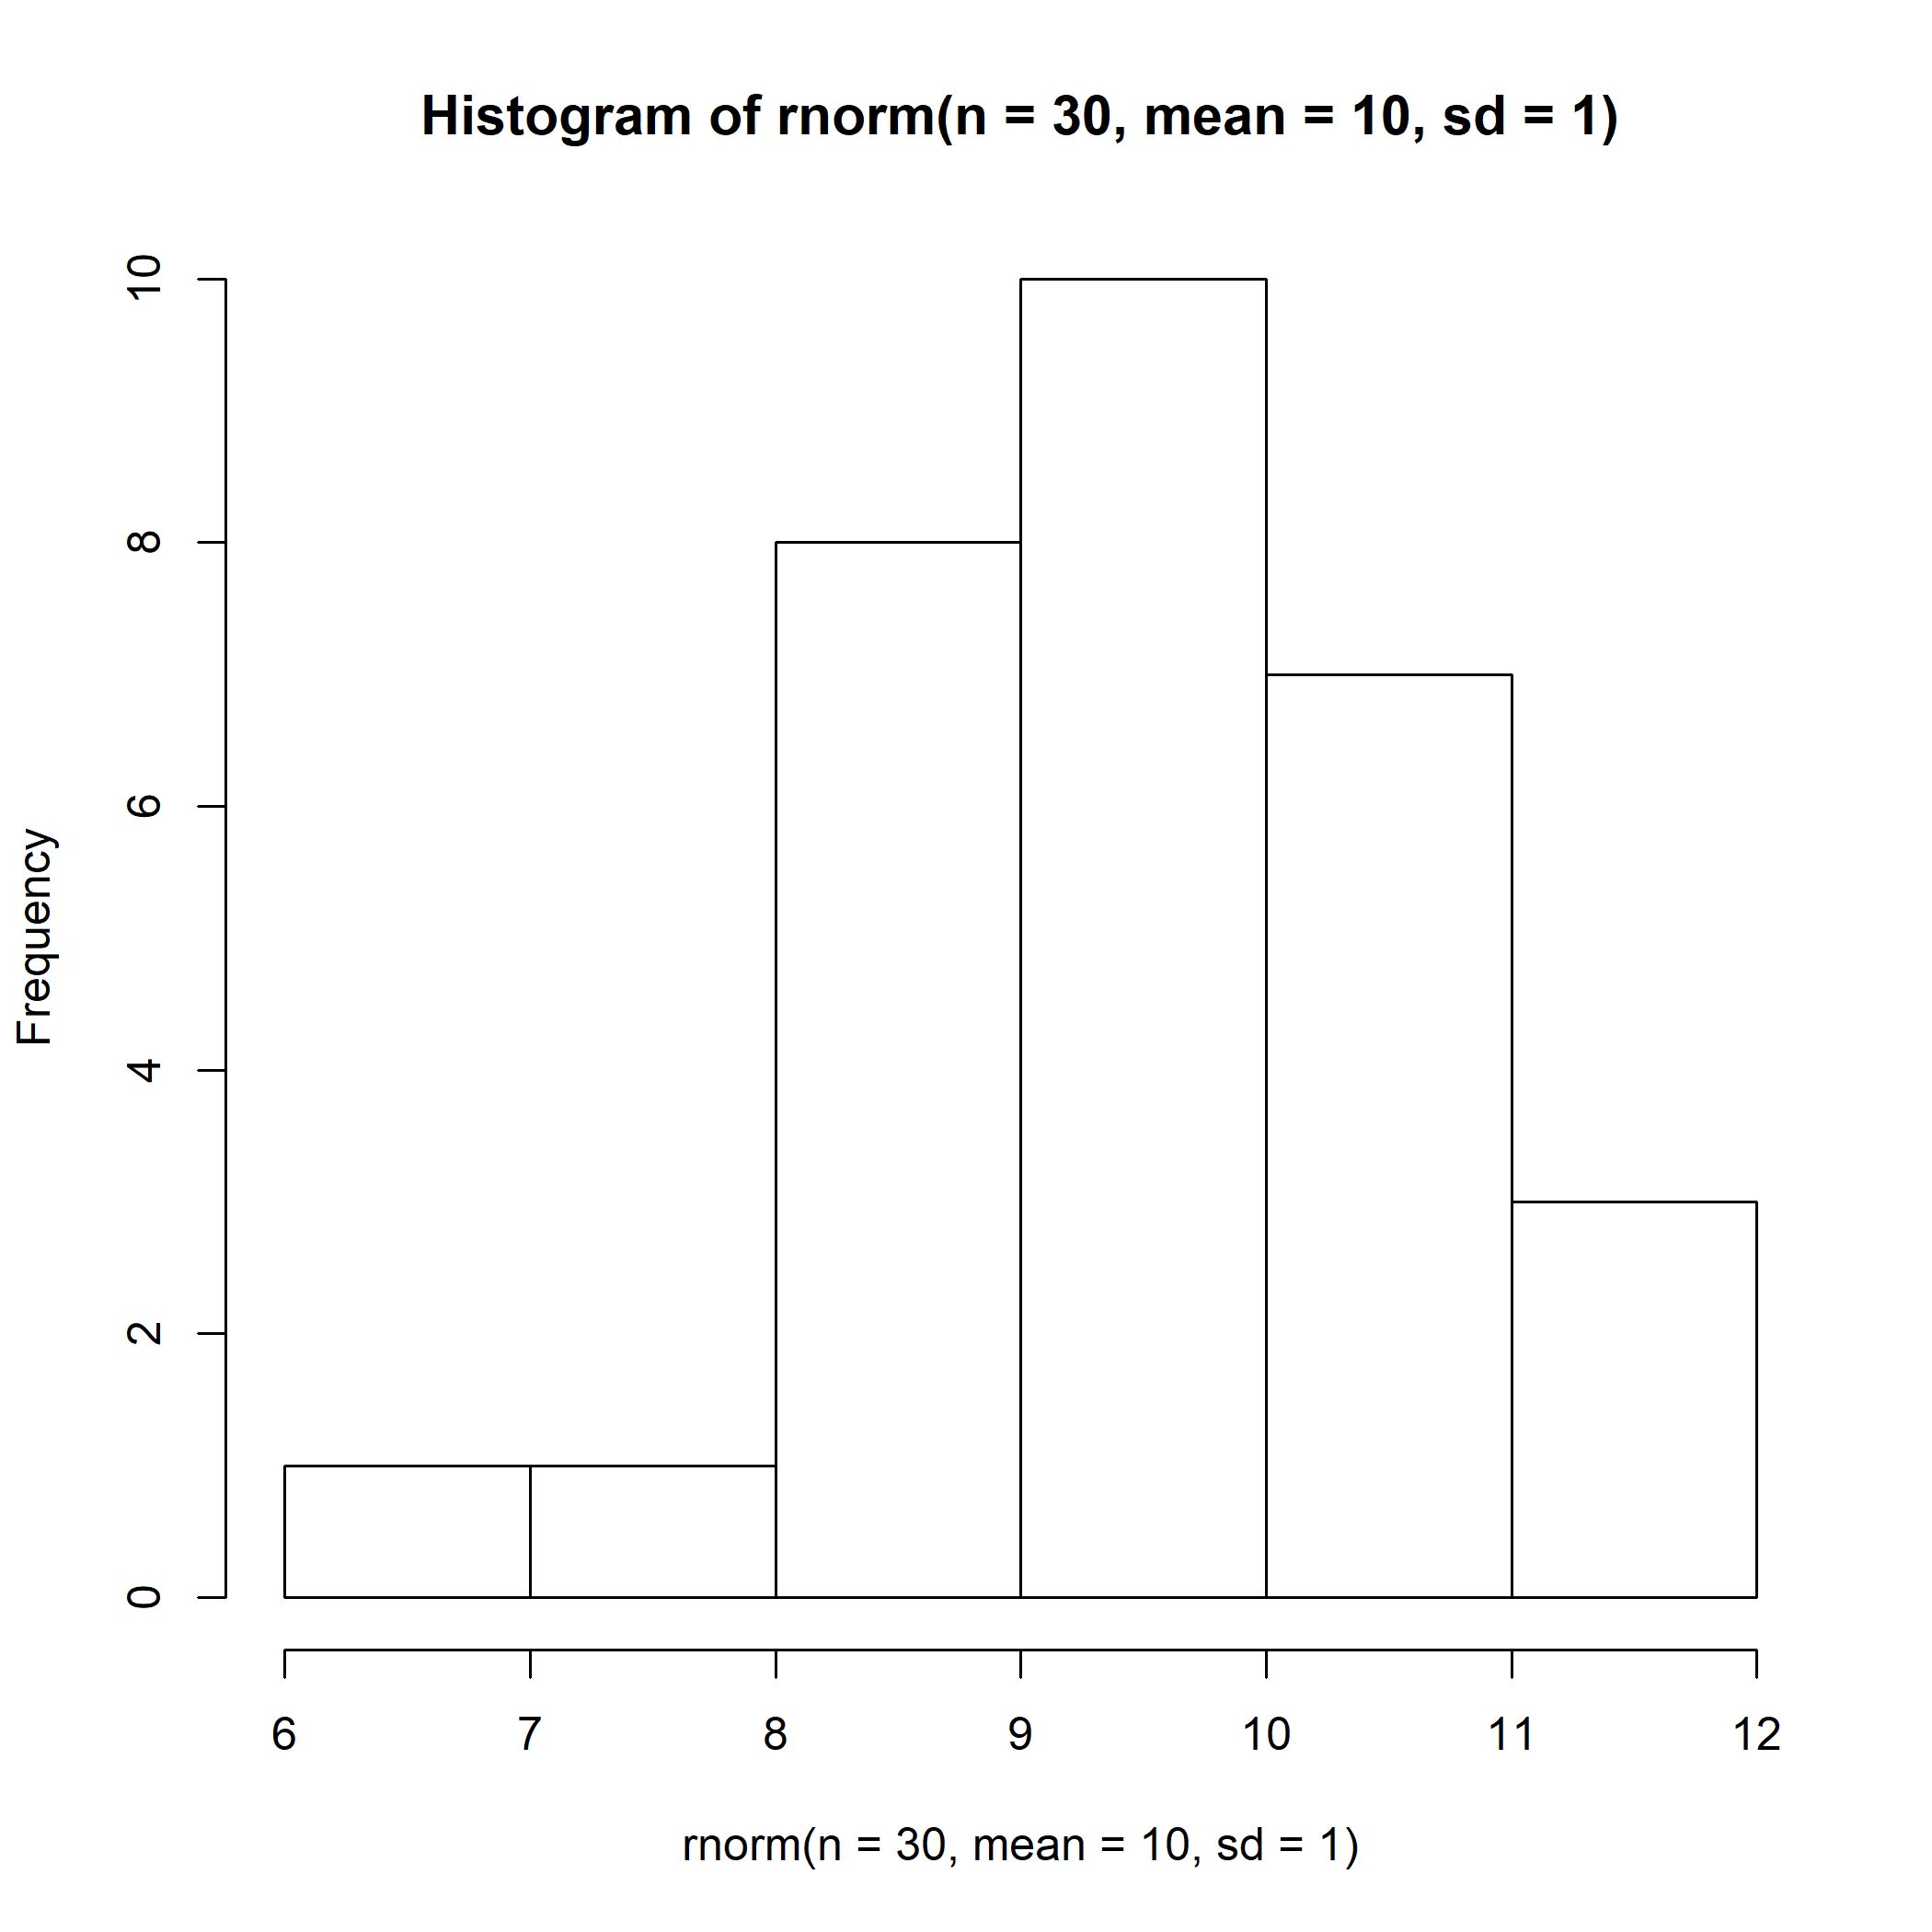 Histogram of rnorm(n = 30, mean = 10, sd = 1)
10
8
6
4
2
0
Frequency
6 7 8 9 10 11 12
rnorm(n = 30, mean = 10, sd = 1)